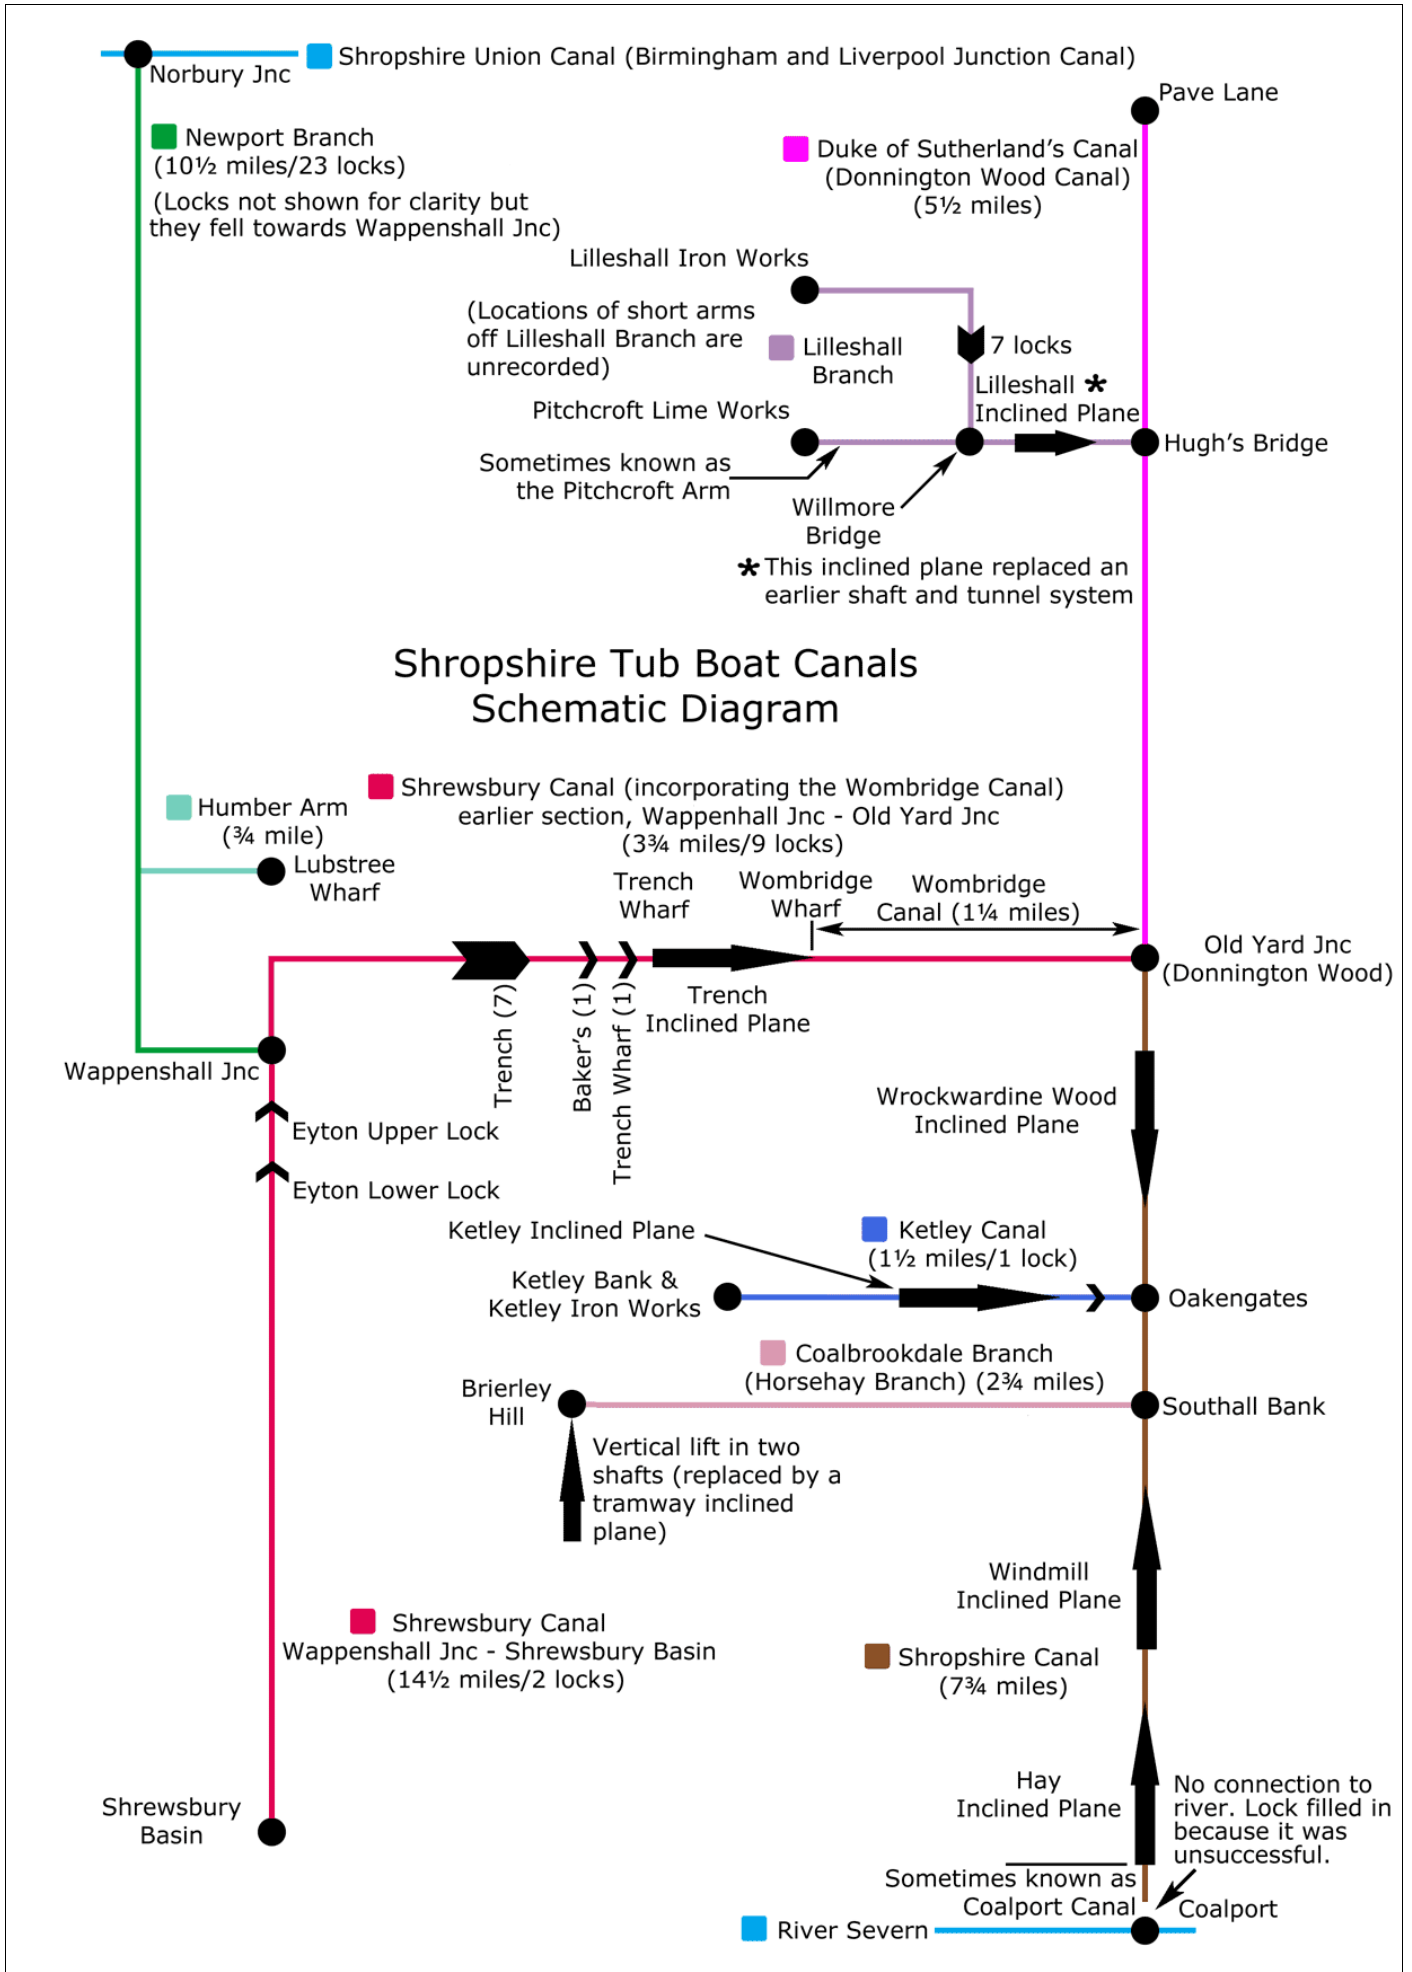 Shropshire Union Canal (Birmingham and Liverpool Junction Canal)
Norbury Jnc
Pave Lane
Newport Branch
(10½ miles/23 locks)
(Locks not shown for clarity but
they fell towards Wappenshall Jnc)
Duke of Sutherland's Canal
(Donnington Wood Canal)
(5½ miles)
Lilleshall Iron Works
(Locations of short arms
off Lilleshall Branch are
unrecorded)
Lilleshall
Branch
7 locks
Lilleshall *
Inclined Plane
Pitchcroft Lime Works
Hugh's Bridge
Sometimes known as
the Pitchcroft Arm
Willmore
Bridge
* This inclined plane replaced an
earlier shaft and tunnel system
Shropshire Tub Boat Canals
Schematic Diagram
Shrewsbury Canal (incorporating the Wombridge Canal)
earlier section, Wappenhall Jnc - Old Yard Jnc
(3¾ miles/9 locks)
Humber Arm
(¾ mile)
Lubstree
Wharf
Trench
Wharf
Wombridge
Wharf
Wombridge
Canal (1¼ miles)
Old Yard Jnc
(Donnington Wood)
Trench (7)
Baker's (1)
Trench Wharf (1)
Trench
Inclined Plane
Wappenshall Jnc
Eyton Upper Lock
Eyton Lower Lock
Wrockwardine Wood
Inclined Plane
Ketley Inclined Plane
Ketley Canal
(1½ miles/1 lock)
Ketley Bank &
Ketley Iron Works
Oakengates
Coalbrookdale Branch
(Horsehay Branch) (2¾ miles)
Brierley
Hill
Southall Bank
Vertical lift in two
shafts (replaced by a
tramway inclined
plane)
Windmill
Inclined Plane
Shrewsbury Canal
Wappenshall Jnc - Shrewsbury Basin
(14½ miles/2 locks)
Shropshire Canal
(7¾ miles)
Hay
Inclined Plane
No connection to
river. Lock filled in
because it was
unsuccessful.
Shrewsbury
Basin
Sometimes known as
Coalport Canal
Coalport
River Severn